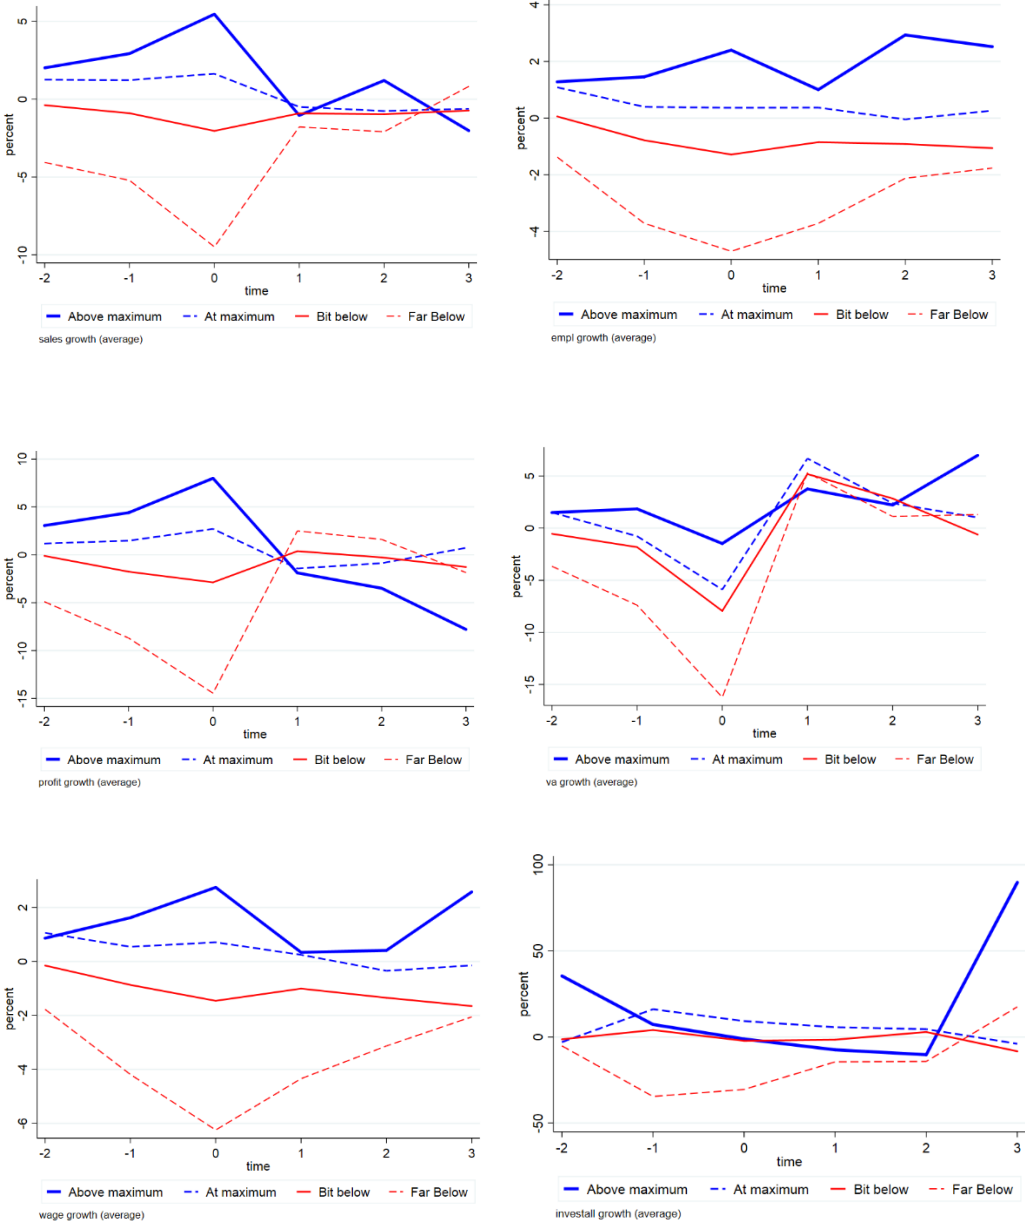 5
0
-5
-10
percent
-2 -1 0 1 2 3
time
Above maximum At maximum Bit below Far Below
sales growth (average)
4
2
0
-2
-4
percent
-2 -1 0 1 2 3
time
Above maximum At maximum Bit below Far Below
empl growth (average)
10
5
0
-5
-10
-15
percent
-2 -1 0 1 2 3
time
Above maximum At maximum Bit below Far Below
profit growth (average)
5
0
-5
-10
-15
percent
-2 -1 0 1 2 3
time
Above maximum At maximum Bit below Far Below
va growth (average)
2
0
-2
-4
-6
percent
-2 -1 0 1 2 3
time
Above maximum At maximum Bit below Far Below
wage growth (average)
100
50
0
-50
percent
-2 -1 0 1 2 3
time
Above maximum At maximum Bit below Far Below
investall growth (average)